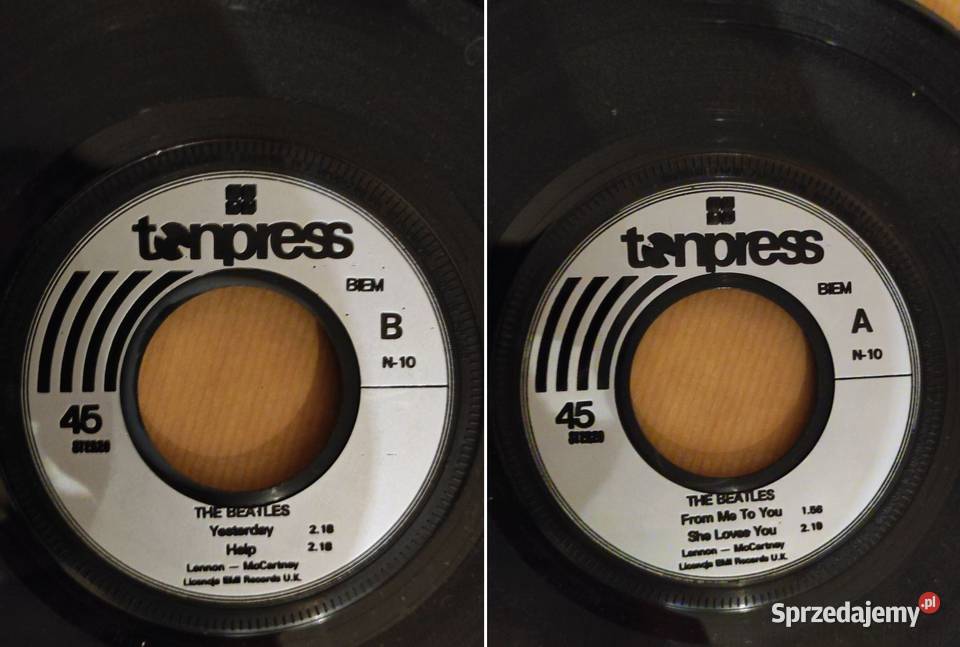 tonpress
BIEM
B
N-10
45
STEREO
THE BEATLES
Yesterday 2.18
Help 2.18
Lennon — McCartney
Licencja EMI Records U.K.
tonpress
BIEM
A
N-10
45
STEREO
THE BEATLES
From Me To You 1.56
She Loves You 2.19
Lennon — McCartney
Licencja EMI Records U.K.
Sprzedajemy.pl